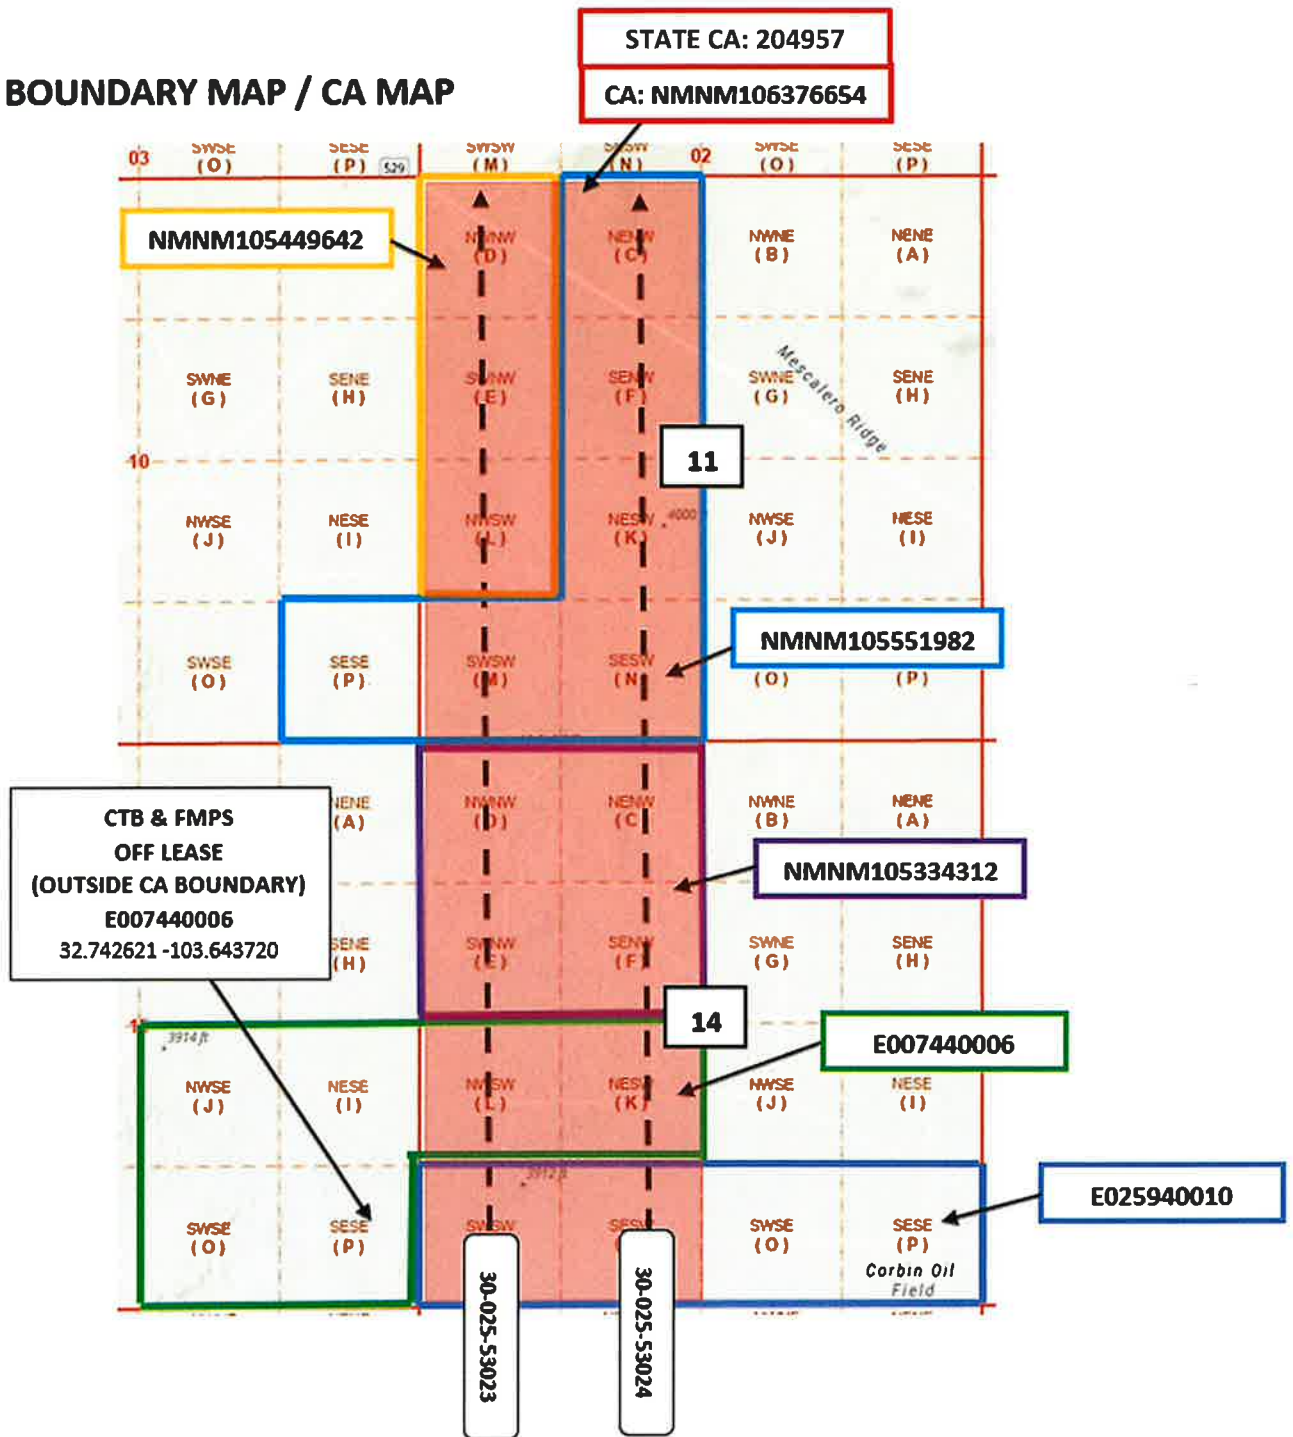 STATE CA: 204957
BOUNDARY MAP / CA MAP
CA: NMNM106376654
03 SWSE SESE SWSW SESW 02 SWSE SESE
(O) (P) 529 (M) (N) (O) (P)
NMNM105449642
NWNW NENW NWNE NENE
(D) (C) (B) (A)
Mescalero Ridge
SWNE SENE SWNW SENW SWNE SENE
(G) (H) (E) (F) (G) (H)
10
11
NWSE NESE NWSW NESW 4000 NWSE NESE
(J) (I) (L) (K) (J) (I)
NMNM105551982
SWSE SESE SWSW SESW
(O) (P) (M) (N) (O) (P)
CTB & FMPS
OFF LEASE
(OUTSIDE CA BOUNDARY)
E007440006
32.742621 -103.643720
NENE NWNW NENW NWNE NENE
(A) (D) (C) (B) (A)
NMNM105334312
SENE SWNW SENW SWNE SENE
(H) (E) (F) (G) (H)
14
3914 ft
E007440006
NWSE NESE NWSW NESW NWSE NESE
(J) (I) (L) (K) (J) (I)
3912 ft
E025940010
SWSE SESE SWSW SESW SWSE SESE
(O) (P) (O) (P)
Corbin Oil
Field
30-025-53023
30-025-53024